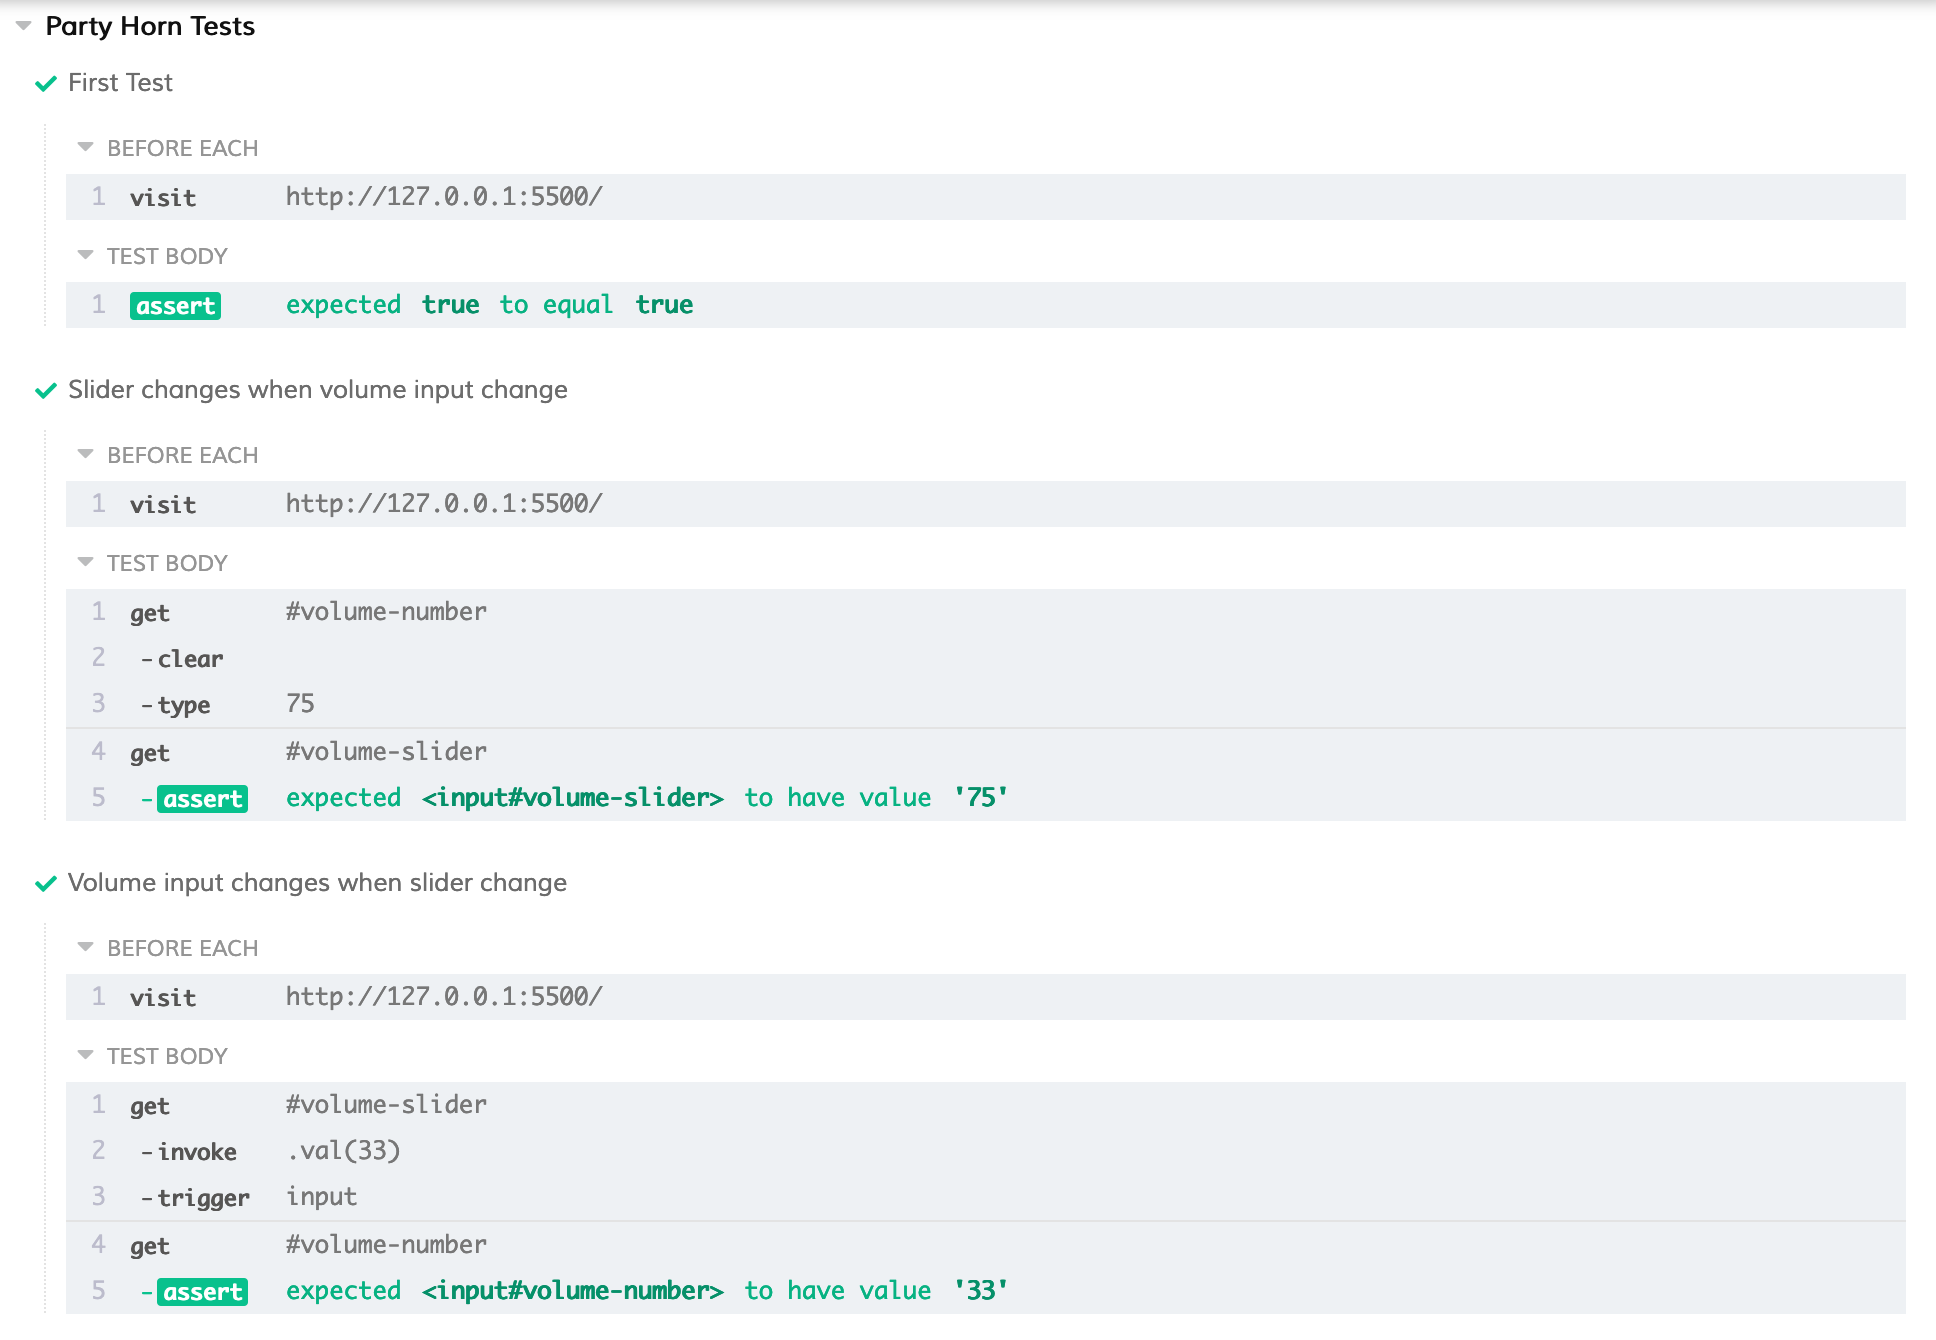 Party Horn Tests
First Test
BEFORE EACH
1 visit http://127.0.0.1:5500/
TEST BODY
1 assert expected true to equal true
Slider changes when volume input change
BEFORE EACH
1 visit http://127.0.0.1:5500/
TEST BODY
1 get #volume-number
2 -clear
3 -type 75
4 get #volume-slider
5 -assert expected <input#volume-slider> to have value '75'
Volume input changes when slider change
BEFORE EACH
1 visit http://127.0.0.1:5500/
TEST BODY
1 get #volume-slider
2 -invoke .val(33)
3 -trigger input
4 get #volume-number
5 -assert expected <input#volume-number> to have value '33'